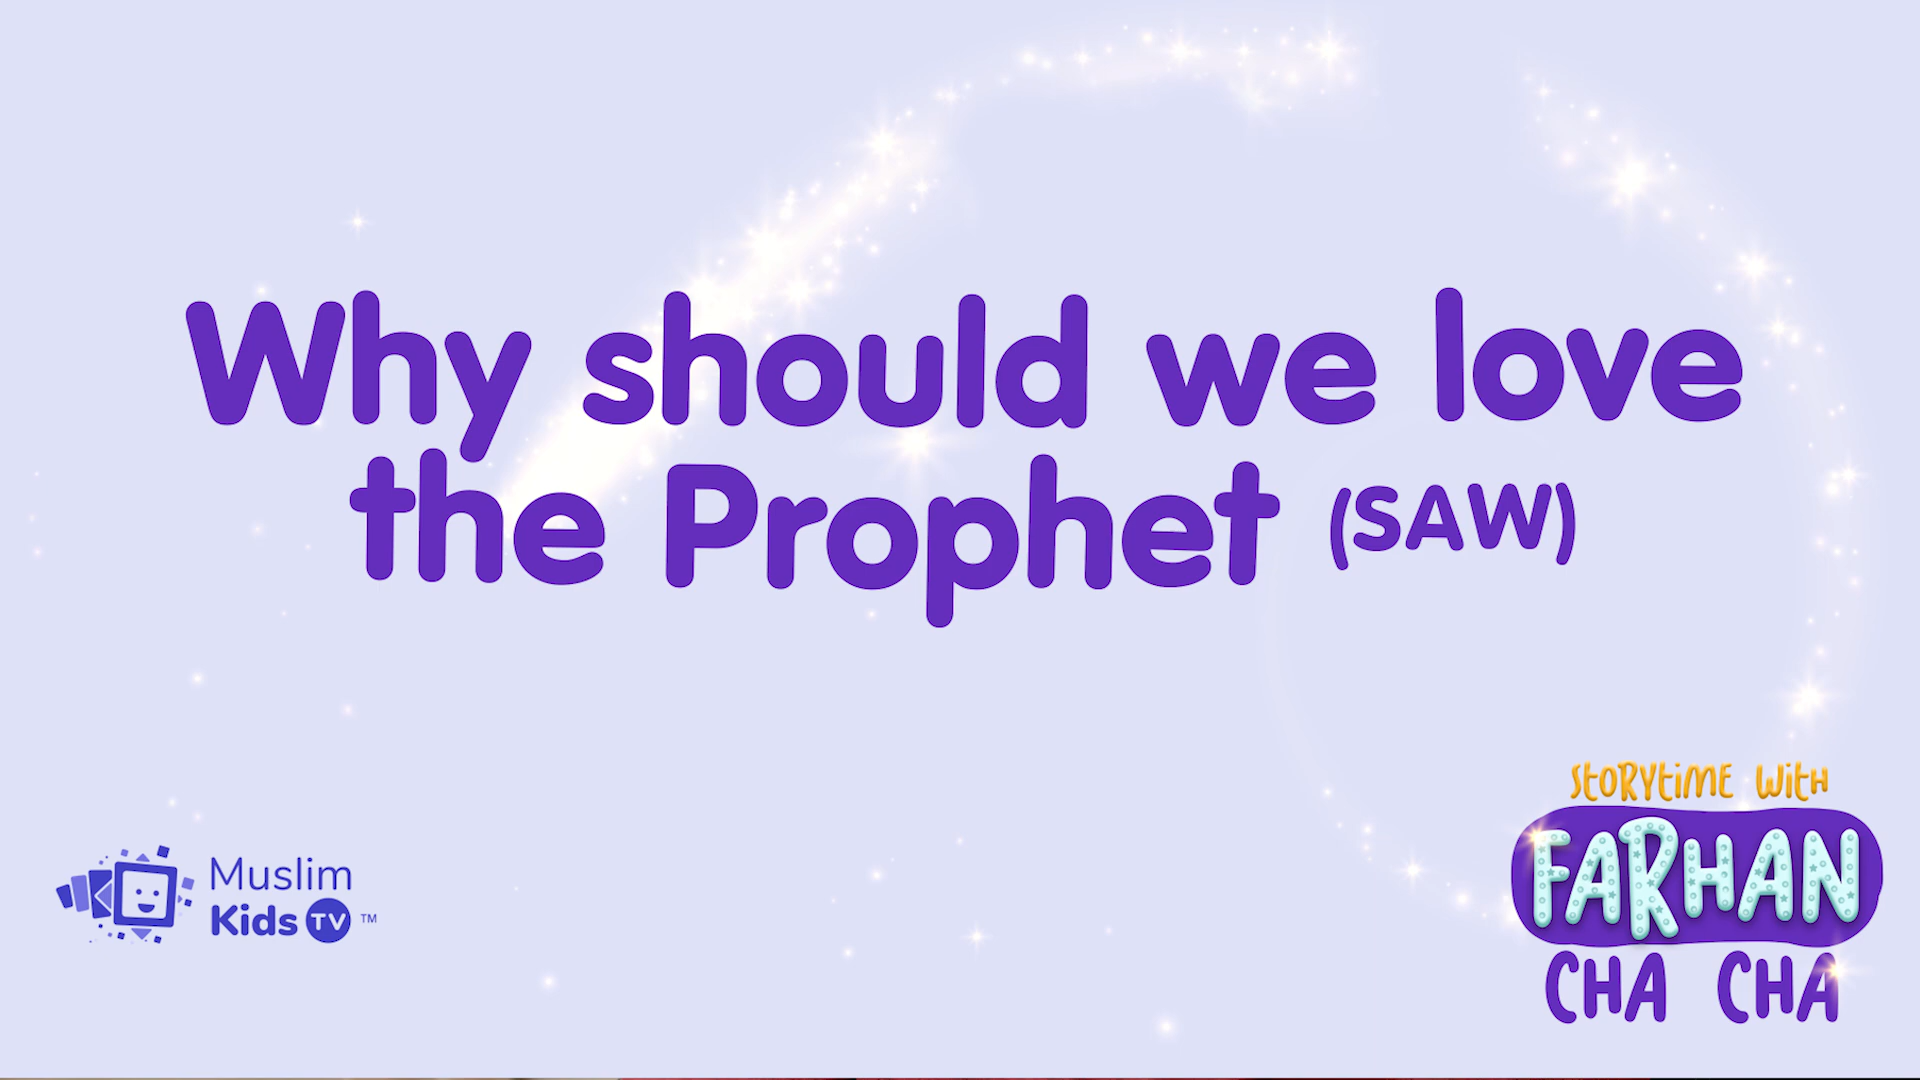 Why should we love
the Prophet (SAW)
Muslim
Kids TV ™
STORYTIME WITH
FARHAN
CHA CHA